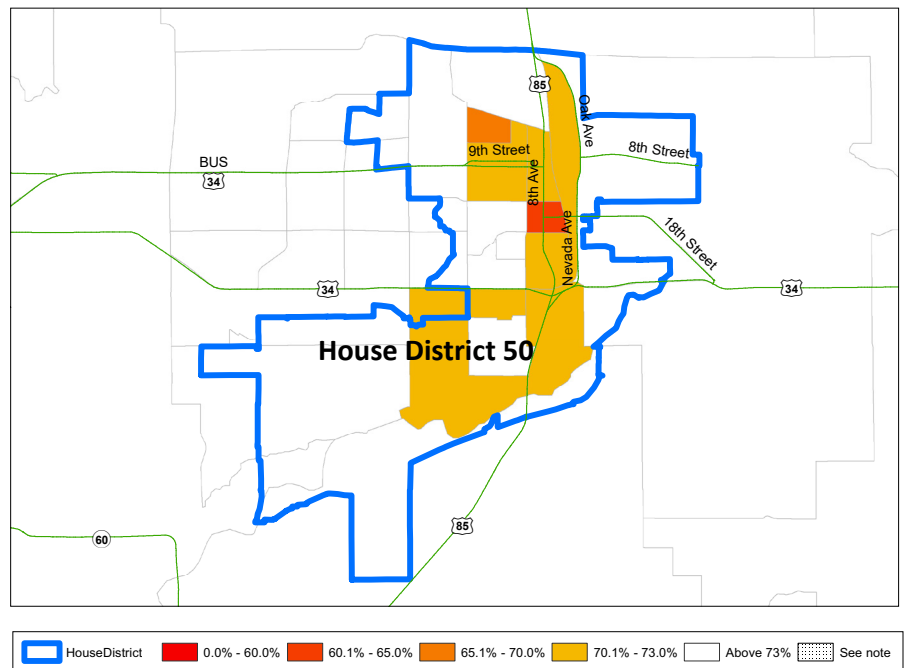 85
Oak Ave
9th Street
8th Street
BUS
34
8th Ave
Nevada Ave
18th Street
34
34
House District 50
85
60
HouseDistrict 0.0% - 60.0% 60.1% - 65.0% 65.1% - 70.0% 70.1% - 73.0% Above 73% See note